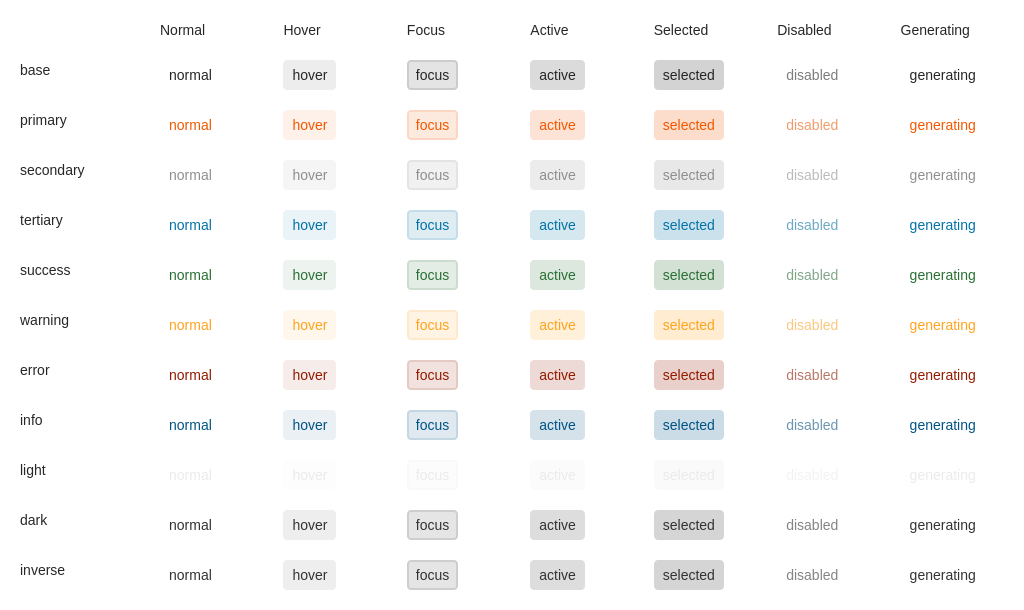 Normal Hover Focus Active Selected Disabled Generating
base normal hover focus active selected disabled generating
primary normal hover focus active selected disabled generating
secondary normal hover focus active selected disabled generating
tertiary normal hover focus active selected disabled generating
success normal hover focus active selected disabled generating
warning normal hover focus active selected disabled generating
error normal hover focus active selected disabled generating
info normal hover focus active selected disabled generating
light normal hover focus active selected disabled generating
dark normal hover focus active selected disabled generating
inverse normal hover focus active selected disabled generating